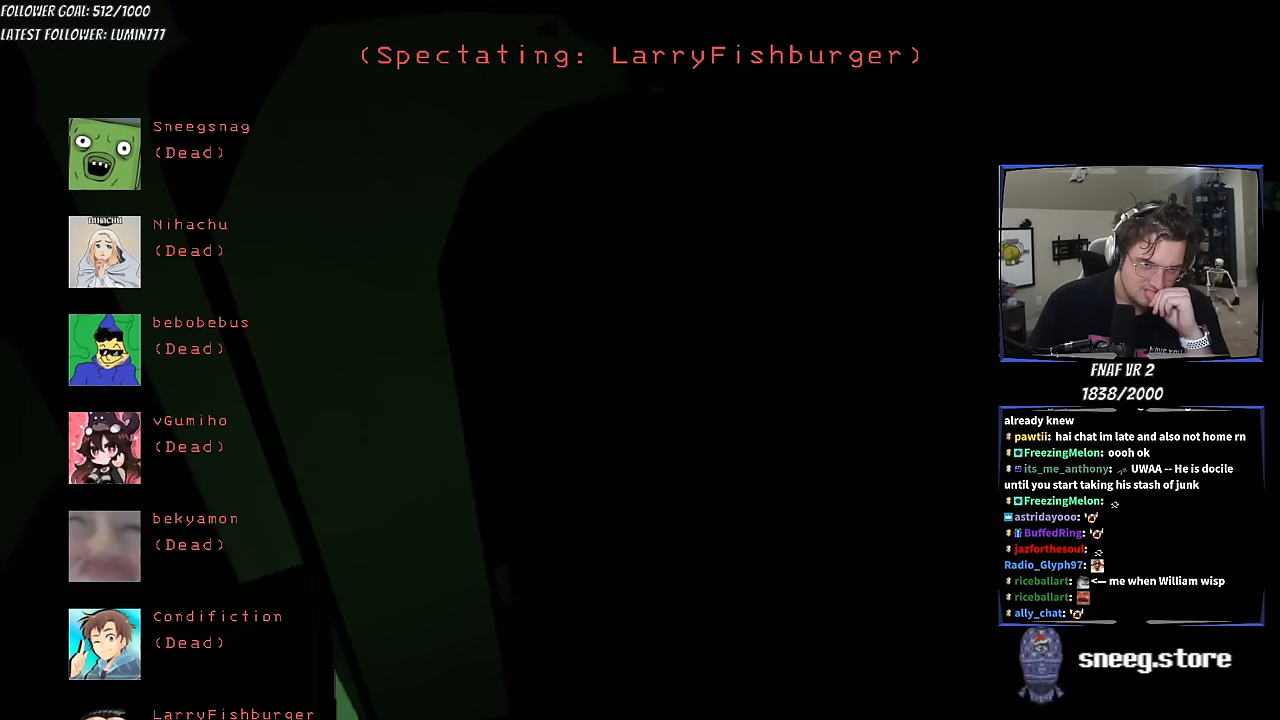 FOLLOWER GOAL: 512/1000
LATEST FOLLOWER: LUMIN777
(Spectating: LarryFishburger)
Sneegsnag
(Dead)
Nihachu
(Dead)
bebobebus
(Dead)
vGumiho
(Dead)
bekyamon
(Dead)
Condifiction
(Dead)
LarryFishburger
FNAF VR 2
1838/2000
already knew
pawtii: hai chat im late and also not home rn
FreezingMelon: oooh ok
its_me_anthony: UWAA -- He is docile
until you start taking his stash of junk
FreezingMelon:
astridayooo:
BuffedRing:
jazforthesoul:
Radio_Glyph97:
riceballart: <— me when William wisp
riceballart:
ally_chat:
sneeg.store